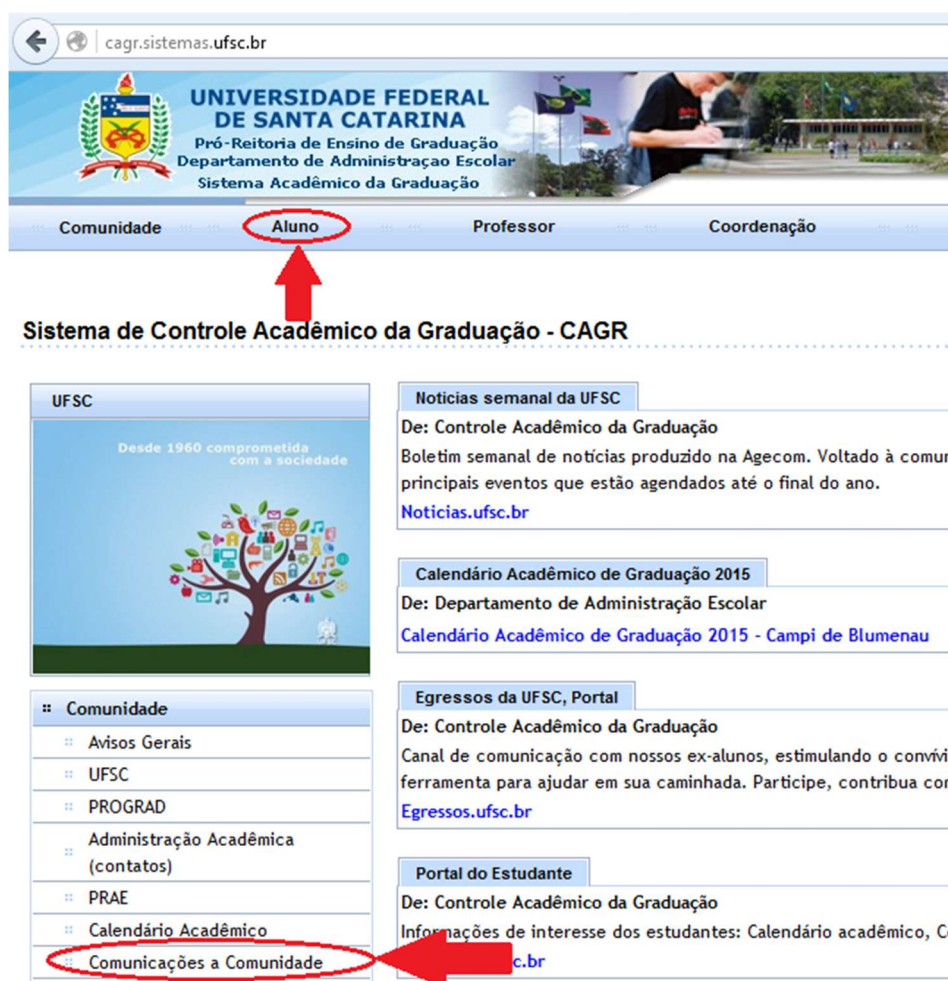 cagr.sistemas.ufsc.br
UNIVERSIDADE FEDERAL
DE SANTA CATARINA
Pró-Reitoria de Ensino de Graduação
Departamento de Administraçao Escolar
Sistema Acadêmico da Graduação
Comunidade
Aluno
Professor
Coordenação
Sistema de Controle Acadêmico da Graduação - CAGR
UFSC
Desde 1960 comprometida
com a sociedade
Comunidade
Avisos Gerais
UFSC
PROGRAD
Administração Acadêmica
(contatos)
PRAE
Calendário Acadêmico
Comunicações a Comunidade
Noticias semanal da UFSC
De: Controle Acadêmico da Graduação
Boletim semanal de notícias produzido na Agecom. Voltado à comu
principais eventos que estão agendados até o final do ano.
Noticias.ufsc.br
Calendário Acadêmico de Graduação 2015
De: Departamento de Administração Escolar
Calendário Acadêmico de Graduação 2015 - Campi de Blumenau
Egressos da UFSC, Portal
De: Controle Acadêmico da Graduação
Canal de comunicação com nossos ex-alunos, estimulando o convívi
ferramenta para ajudar em sua caminhada. Participe, contribua co
Egressos.ufsc.br
Portal do Estudante
De: Controle Acadêmico da Graduação
Informações de interesse dos estudantes: Calendário acadêmico, C
c.br